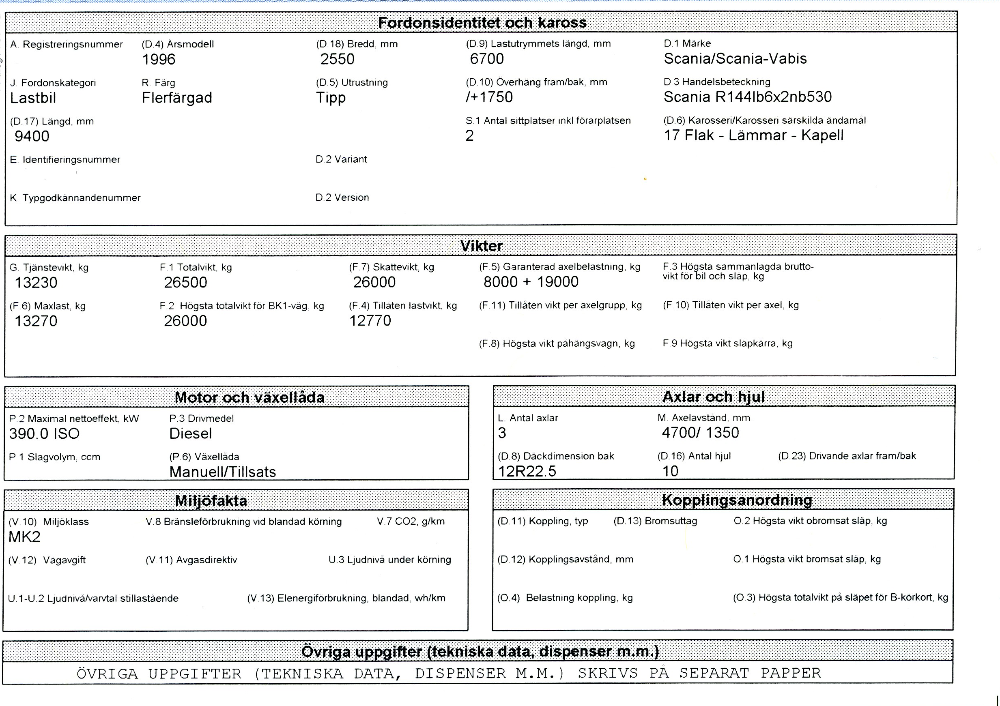 Fordonsidentitet och kaross
A. Registreringsnummer (D.4) Årsmodell (D.18) Bredd, mm (D.9) Lastutrymmets längd, mm D.1 Märke
1996 2550 6700 Scania/Scania-Vabis
J. Fordonskategori R. Färg (D.5) Utrustning (D.10) Överhäng fram/bak, mm D.3 Handelsbeteckning
Lastbil Flerfärgad Tipp /+1750 Scania R144lb6x2nb530
(D.17) Längd, mm S.1 Antal sittplatser inkl förarplatsen (D.6) Karosseri/Karosseri särskilda ändamål
9400 2 17 Flak - Lämmar - Kapell
E. Identifieringsnummer D.2 Variant
K. Typgodkännandenummer D.2 Version
Vikter
G. Tjänstevikt, kg F.1 Totalvikt, kg (F.7) Skattevikt, kg (F.5) Garanterad axelbelastning, kg F.3 Högsta sammanlagda brutto-
vikt för bil och släp, kg
13230 26500 26000 8000 + 19000
(F.6) Maxlast, kg F.2 Högsta totalvikt för BK1-väg, kg (F.4) Tillåten lastvikt, kg (F.11) Tillåten vikt per axelgrupp, kg (F.10) Tillåten vikt per axel, kg
13270 26000 12770
(F.8) Högsta vikt påhängsvagn, kg F.9 Högsta vikt släpkärra, kg
Motor och växellåda
P.2 Maximal nettoeffekt, kW P.3 Drivmedel
390.0 ISO Diesel
P.1 Slagvolym, ccm (P.6) Växellåda
Manuell/Tillsats
Axlar och hjul
L. Antal axlar M. Axelavstånd, mm
3 4700/ 1350
(D.8) Däckdimension bak (D.16) Antal hjul (D.23) Drivande axlar fram/bak
12R22.5 10
Miljöfakta
(V.10) Miljöklass V.8 Bränsleförbrukning vid blandad körning V.7 CO2, g/km
MK2
(V.12) Vägavgift (V.11) Avgasdirektiv U.3 Ljudnivå under körning
U.1-U.2 Ljudnivå/varvtal stillastående (V.13) Elenergiförbrukning, blandad, wh/km
Kopplingsanordning
(D.11) Koppling, typ (D.13) Bromsuttag O.2 Högsta vikt obromsat släp, kg
(D.12) Kopplingsavstånd, mm O.1 Högsta vikt bromsat släp, kg
(O.4) Belastning koppling, kg (O.3) Högsta totalvikt på släpet för B-körkort, kg
Övriga uppgifter (tekniska data, dispenser m.m.)
ÖVRIGA UPPGIFTER (TEKNISKA DATA, DISPENSER M.M.) SKRIVS PÅ SEPARAT PAPPER